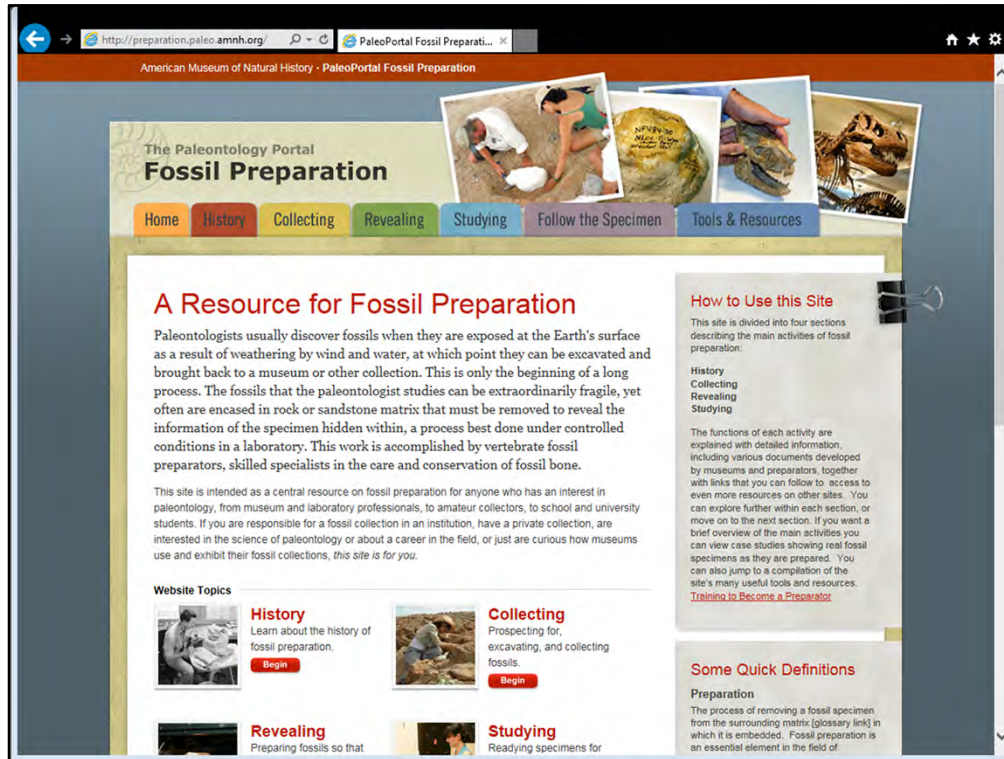 http://preparation.paleo.amnh.org/
PaleoPortal Fossil Preparati...
American Museum of Natural History · PaleoPortal Fossil Preparation
The Paleontology Portal
Fossil Preparation
NFV84-30
Home
History
Collecting
Revealing
Studying
Follow the Specimen
Tools & Resources
A Resource for Fossil Preparation
Paleontologists usually discover fossils when they are exposed at the Earth's surface
as a result of weathering by wind and water, at which point they can be excavated and
brought back to a museum or other collection. This is only the beginning of a long
process. The fossils that the paleontologist studies can be extraordinarily fragile, yet
often are encased in rock or sandstone matrix that must be removed to reveal the
information of the specimen hidden within, a process best done under controlled
conditions in a laboratory. This work is accomplished by vertebrate fossil
preparators, skilled specialists in the care and conservation of fossil bone.
This site is intended as a central resource on fossil preparation for anyone who has an interest in
paleontology, from museum and laboratory professionals, to amateur collectors, to school and university
students. If you are responsible for a fossil collection in an institution, have a private collection, are
interested in the science of paleontology or about a career in the field, or just are curious how museums
use and exhibit their fossil collections, this site is for you.
Website Topics
History
Learn about the history of
fossil preparation.
Begin
Collecting
Prospecting for,
excavating, and collecting
fossils.
Begin
Revealing
Preparing fossils so that
Studying
Readying specimens for
How to Use this Site
This site is divided into four sections
describing the main activities of fossil
preparation:
History
Collecting
Revealing
Studying
The functions of each activity are
explained with detailed information,
including various documents developed
by museums and preparators, together
with links that you can follow to access to
even more resources on other sites. You
can explore further within each section, or
move on to the next section. If you want a
brief overview of the main activities you
can view case studies showing real fossil
specimens as they are prepared. You
can also jump to a compilation of the
site's many useful tools and resources.
Training to Become a Preparator
Some Quick Definitions
Preparation
The process of removing a fossil specimen
from the surrounding matrix [glossary link] in
which it is embedded. Fossil preparation is
an essential element in the field of